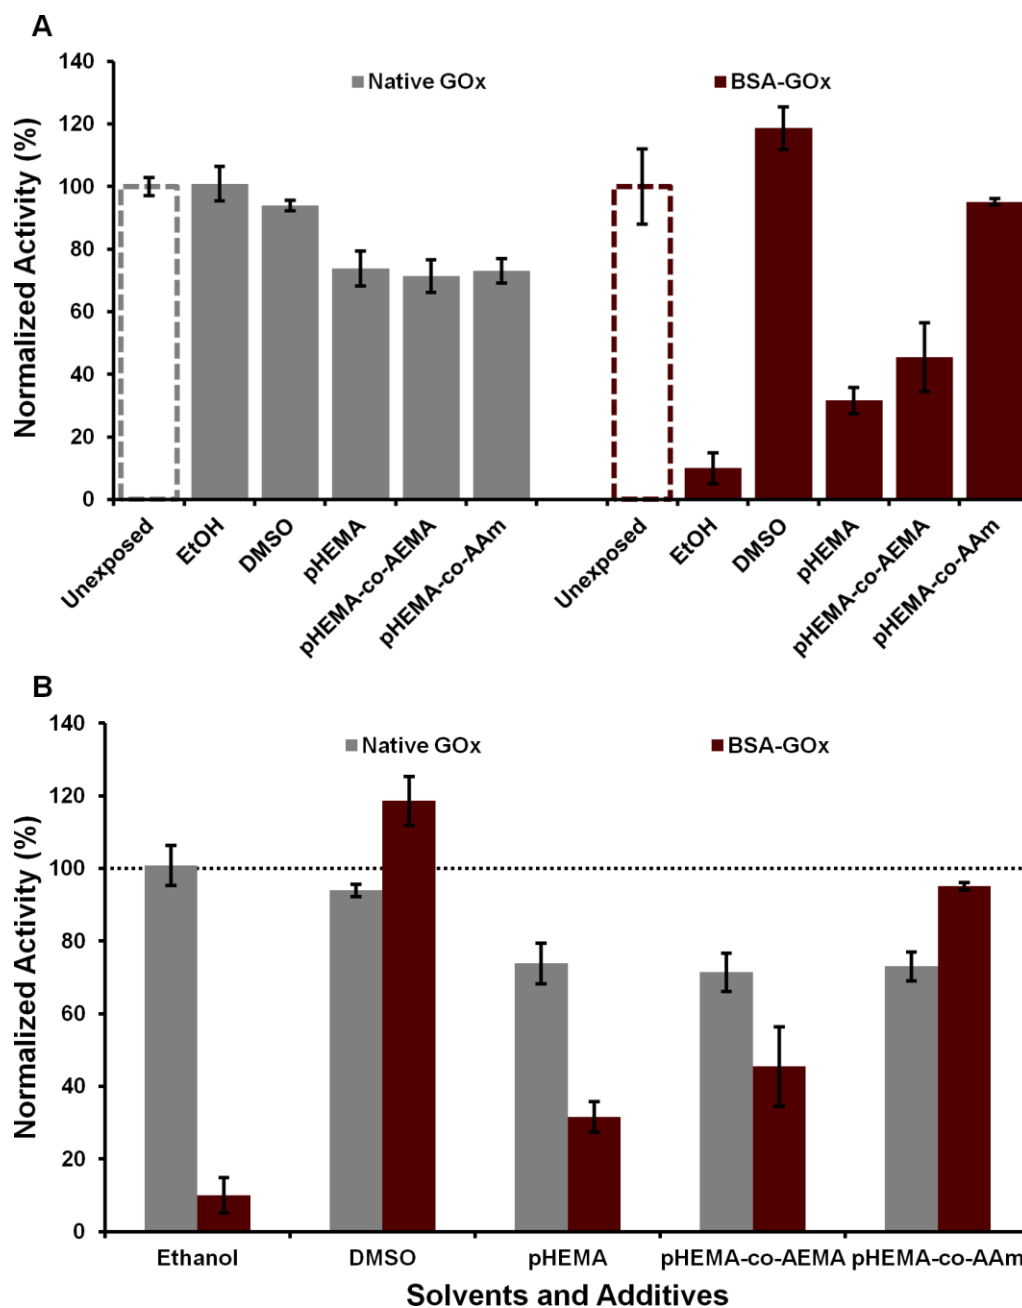 A
Normalized Activity (%)
140
120
100
80
60
40
20
0
Native GOx
BSA-GOx
Unexposed
EtOH
DMSO
pHEMA
pHEMA-co-AEMA
pHEMA-co-AAm
Unexposed
EtOH
DMSO
pHEMA
pHEMA-co-AEMA
pHEMA-co-AAm
B
Normalized Activity (%)
140
120
100
80
60
40
20
0
Native GOx
BSA-GOx
Ethanol
DMSO
pHEMA
pHEMA-co-AEMA
pHEMA-co-AAm
Solvents and Additives